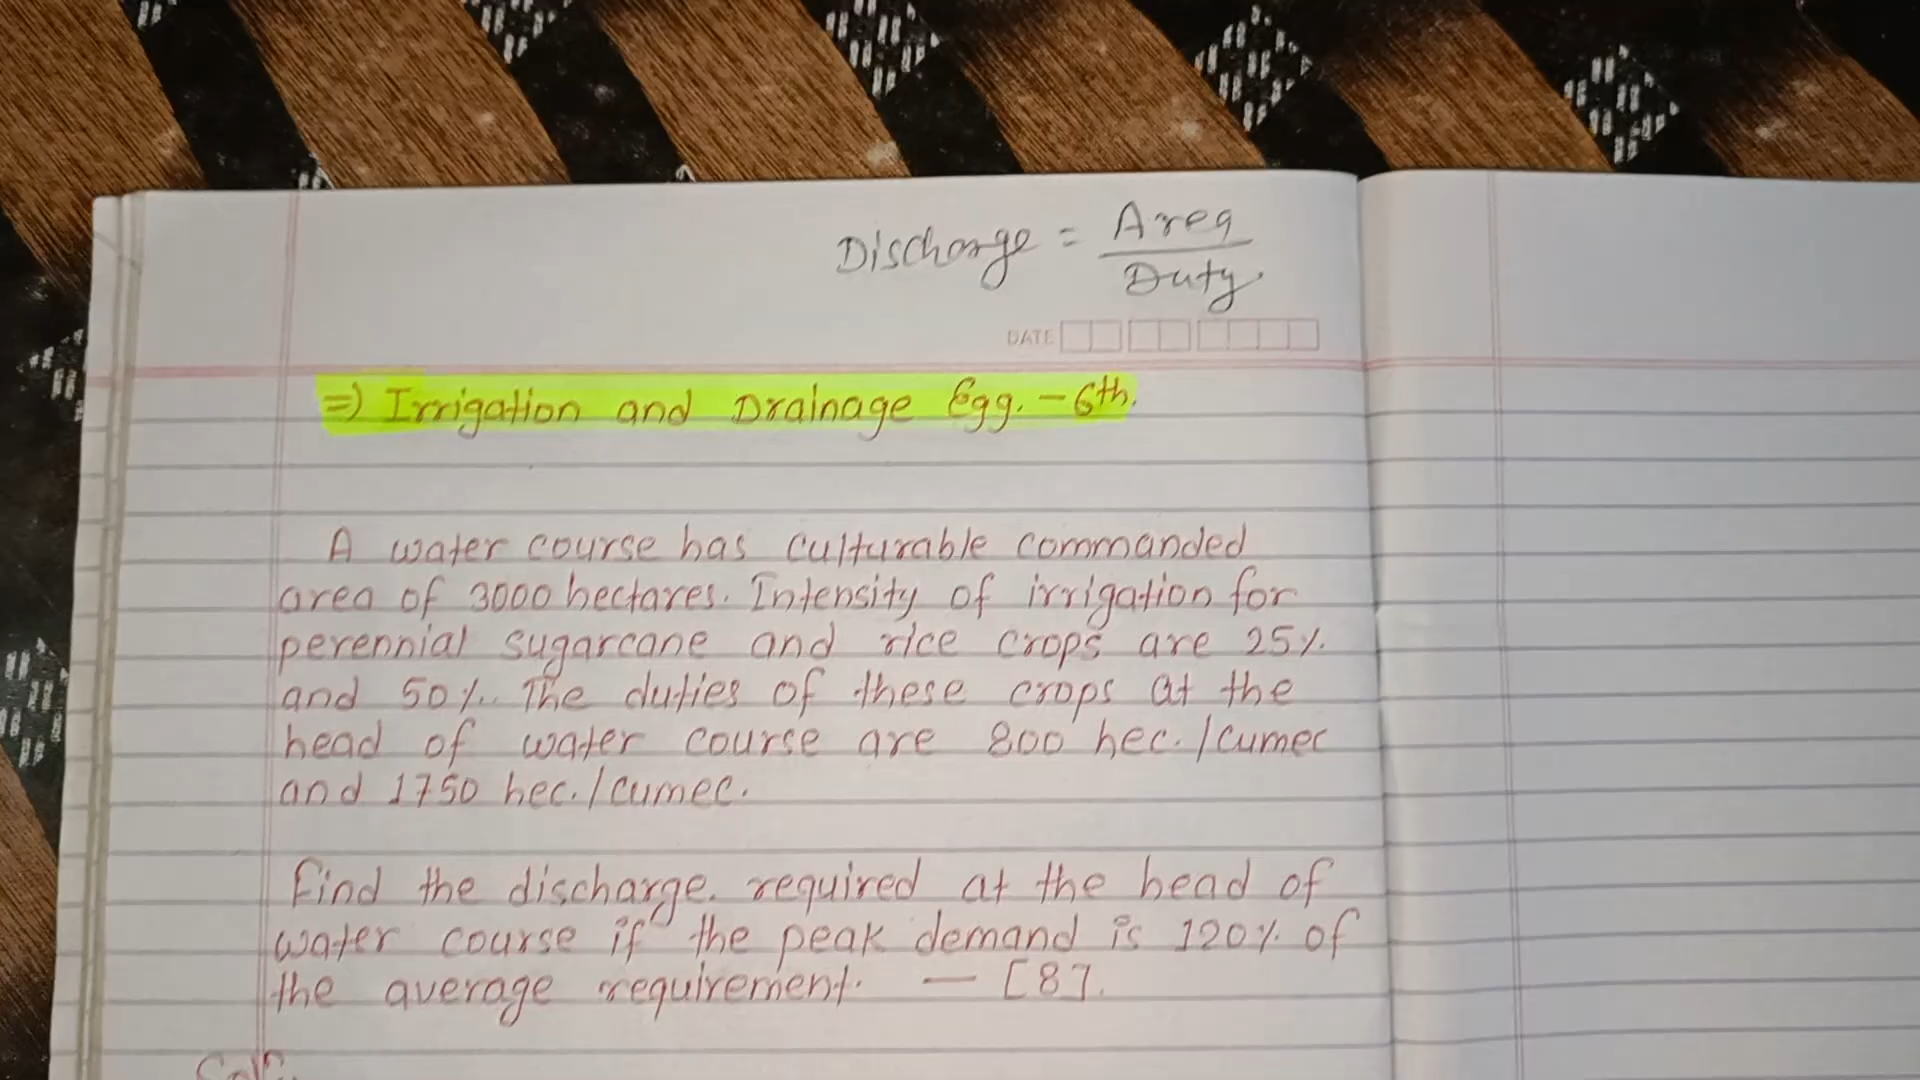 Discharge = Area
Duty
DATE
=) Irrigation and Drainage Egg. - 6th.
A water course has culturable commanded
area of 3000 hectares. Intensity of irrigation for
perennial sugarcane and rice crops are 25%.
and 50%. The duties of these crops at the
head of water course are 800 hec./cumec
and 1750 hec./cumec.
Find the discharge. required at the head of
water course if the peak demand is 120% of
the average requirement. — [8].